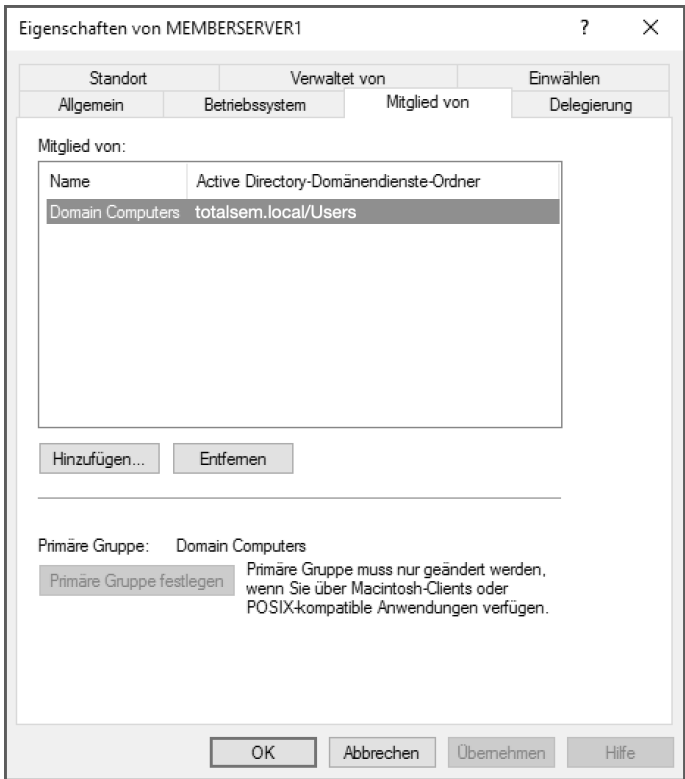 Eigenschaften von MEMBERSERVER1 ?
Standort Verwaltet von Einwählen
Allgemein Betriebssystem Mitglied von Delegierung
Mitglied von:
Name Active Directory-Domänendienste-Ordner
Domain Computers totalsem.local/Users
Hinzufügen... Entfernen
Primäre Gruppe: Domain Computers
Primäre Gruppe festlegen
Primäre Gruppe muss nur geändert werden,
wenn Sie über Macintosh-Clients oder
POSIX-kompatible Anwendungen verfügen.
OK Abbrechen Übernehmen Hilfe